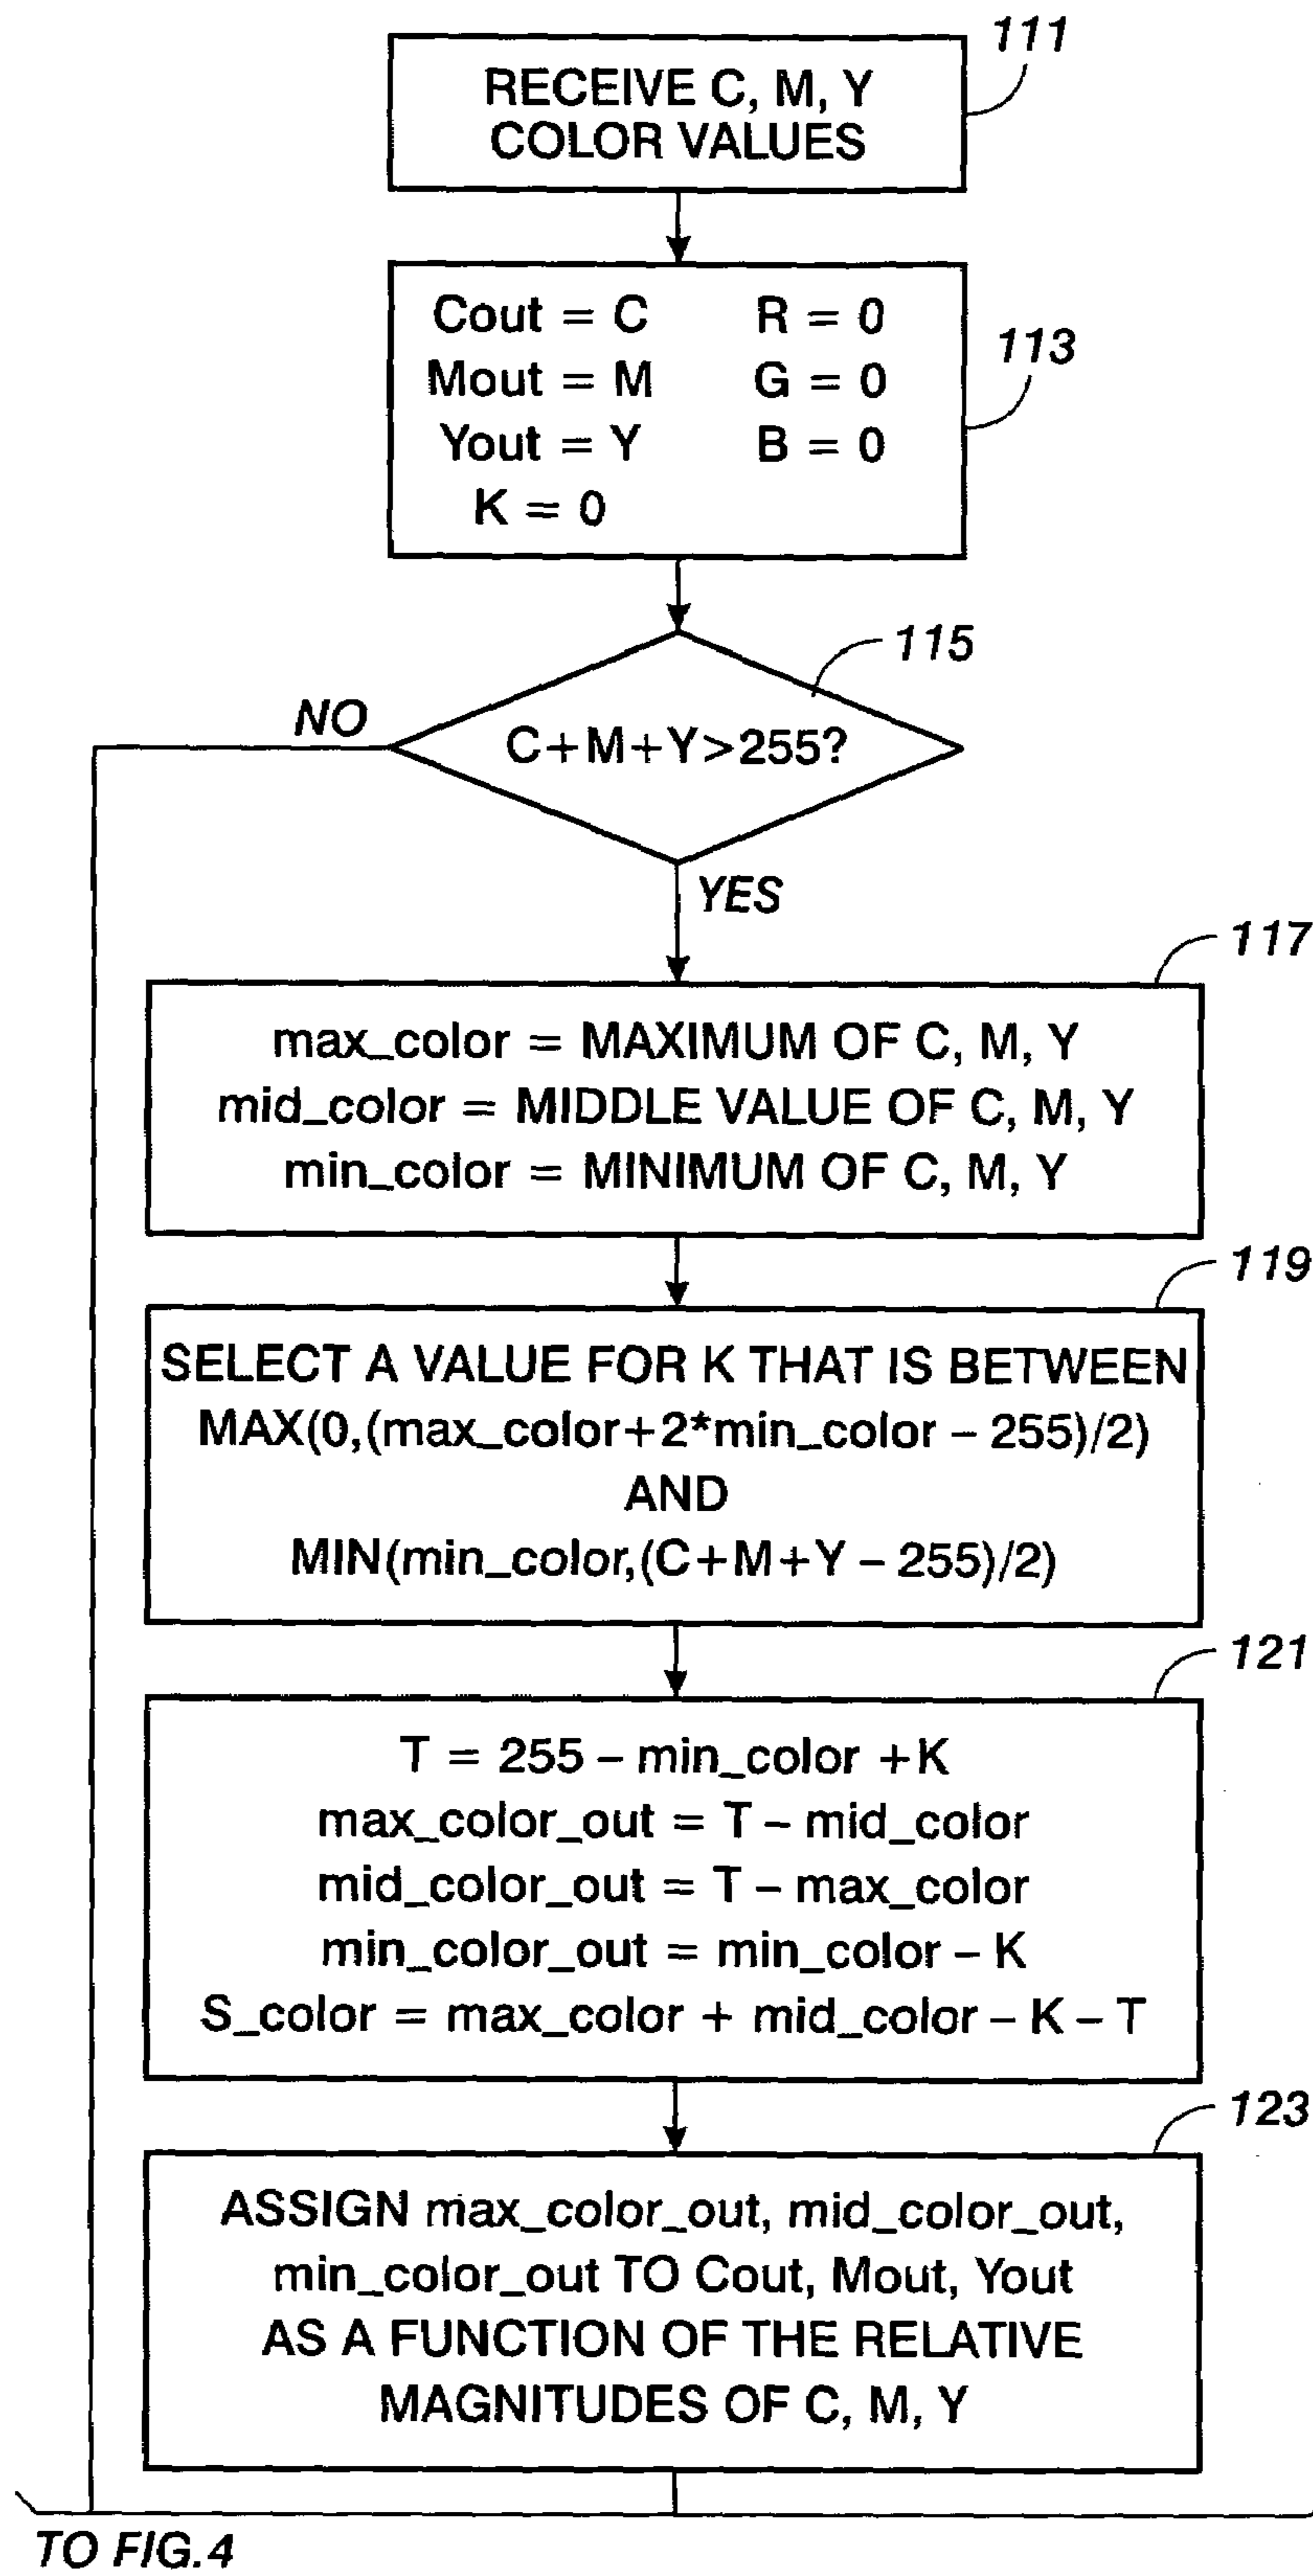 111
RECEIVE C, M, Y
COLOR VALUES
Cout = C R = 0
Mout = M G = 0
Yout = Y B = 0
K = 0
113
115
C+M+Y>255?
NO
YES
117
max_color = MAXIMUM OF C, M, Y
mid_color = MIDDLE VALUE OF C, M, Y
min_color = MINIMUM OF C, M, Y
119
SELECT A VALUE FOR K THAT IS BETWEEN
MAX(0,(max_color+2*min_color – 255)/2)
AND
MIN(min_color,(C+M+Y – 255)/2)
121
T = 255 – min_color +K
max_color_out = T – mid_color
mid_color_out = T – max_color
min_color_out = min_color – K
S_color = max_color + mid_color – K – T
123
ASSIGN max_color_out, mid_color_out,
min_color_out TO Cout, Mout, Yout
AS A FUNCTION OF THE RELATIVE
MAGNITUDES OF C, M, Y
TO FIG.4